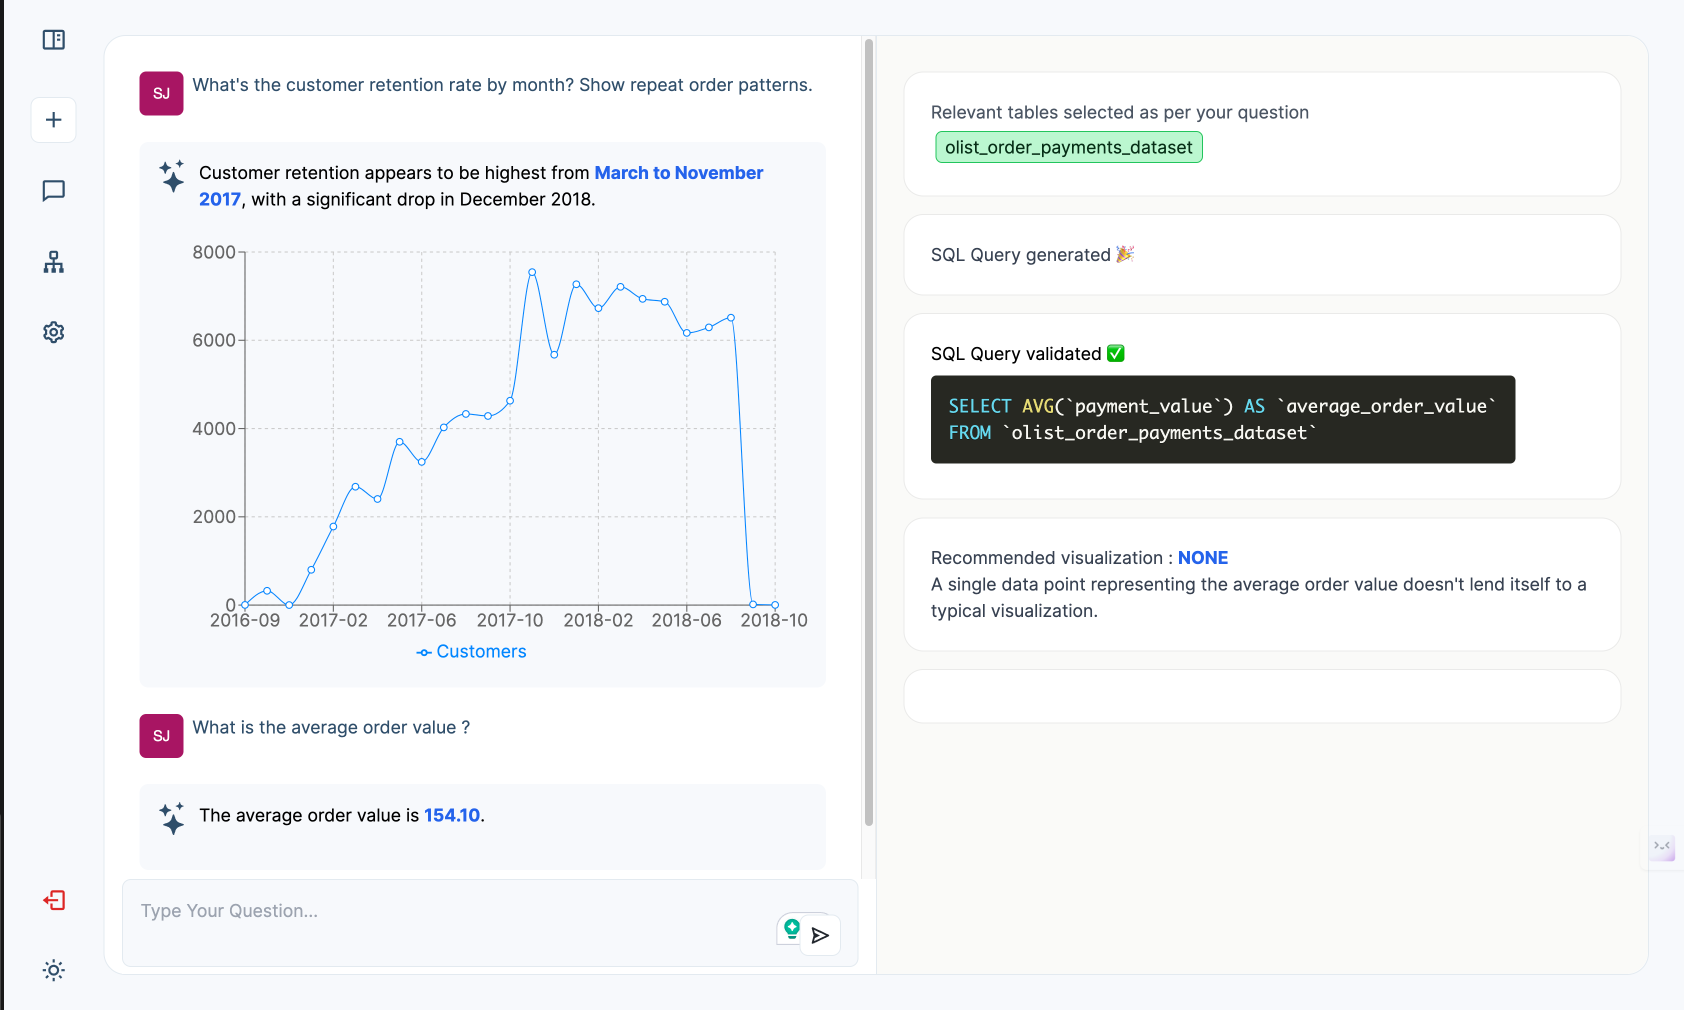 SJ
What's the customer retention rate by month? Show repeat order patterns.
Customer retention appears to be highest from March to November
2017, with a significant drop in December 2018.
8000
6000
4000
2000
0
2016-09 2017-02 2017-06 2017-10 2018-02 2018-06 2018-10
Customers
SJ
What is the average order value ?
The average order value is 154.10.
Type Your Question...
Relevant tables selected as per your question
olist_order_payments_dataset
SQL Query generated 🎉
SQL Query validated ✅
SELECT AVG(`payment_value`) AS `average_order_value`
FROM `olist_order_payments_dataset`
Recommended visualization : NONE
A single data point representing the average order value doesn't lend itself to a
typical visualization.